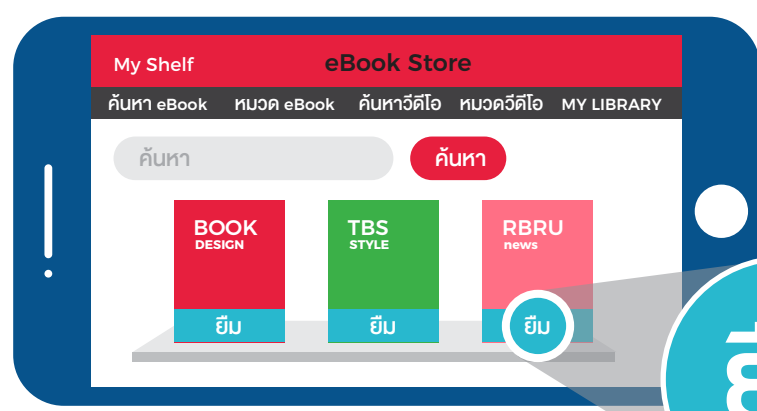 My Shelf eBook Store
ค้นหา eBook หมวด eBook ค้นหาวีดีโอ หมวดวีดีโอ MY LIBRARY
ค้นหา ค้นหา
BOOK
DESIGN
TBS
STYLE
RBRU
news
ยืม ยืม ยืม